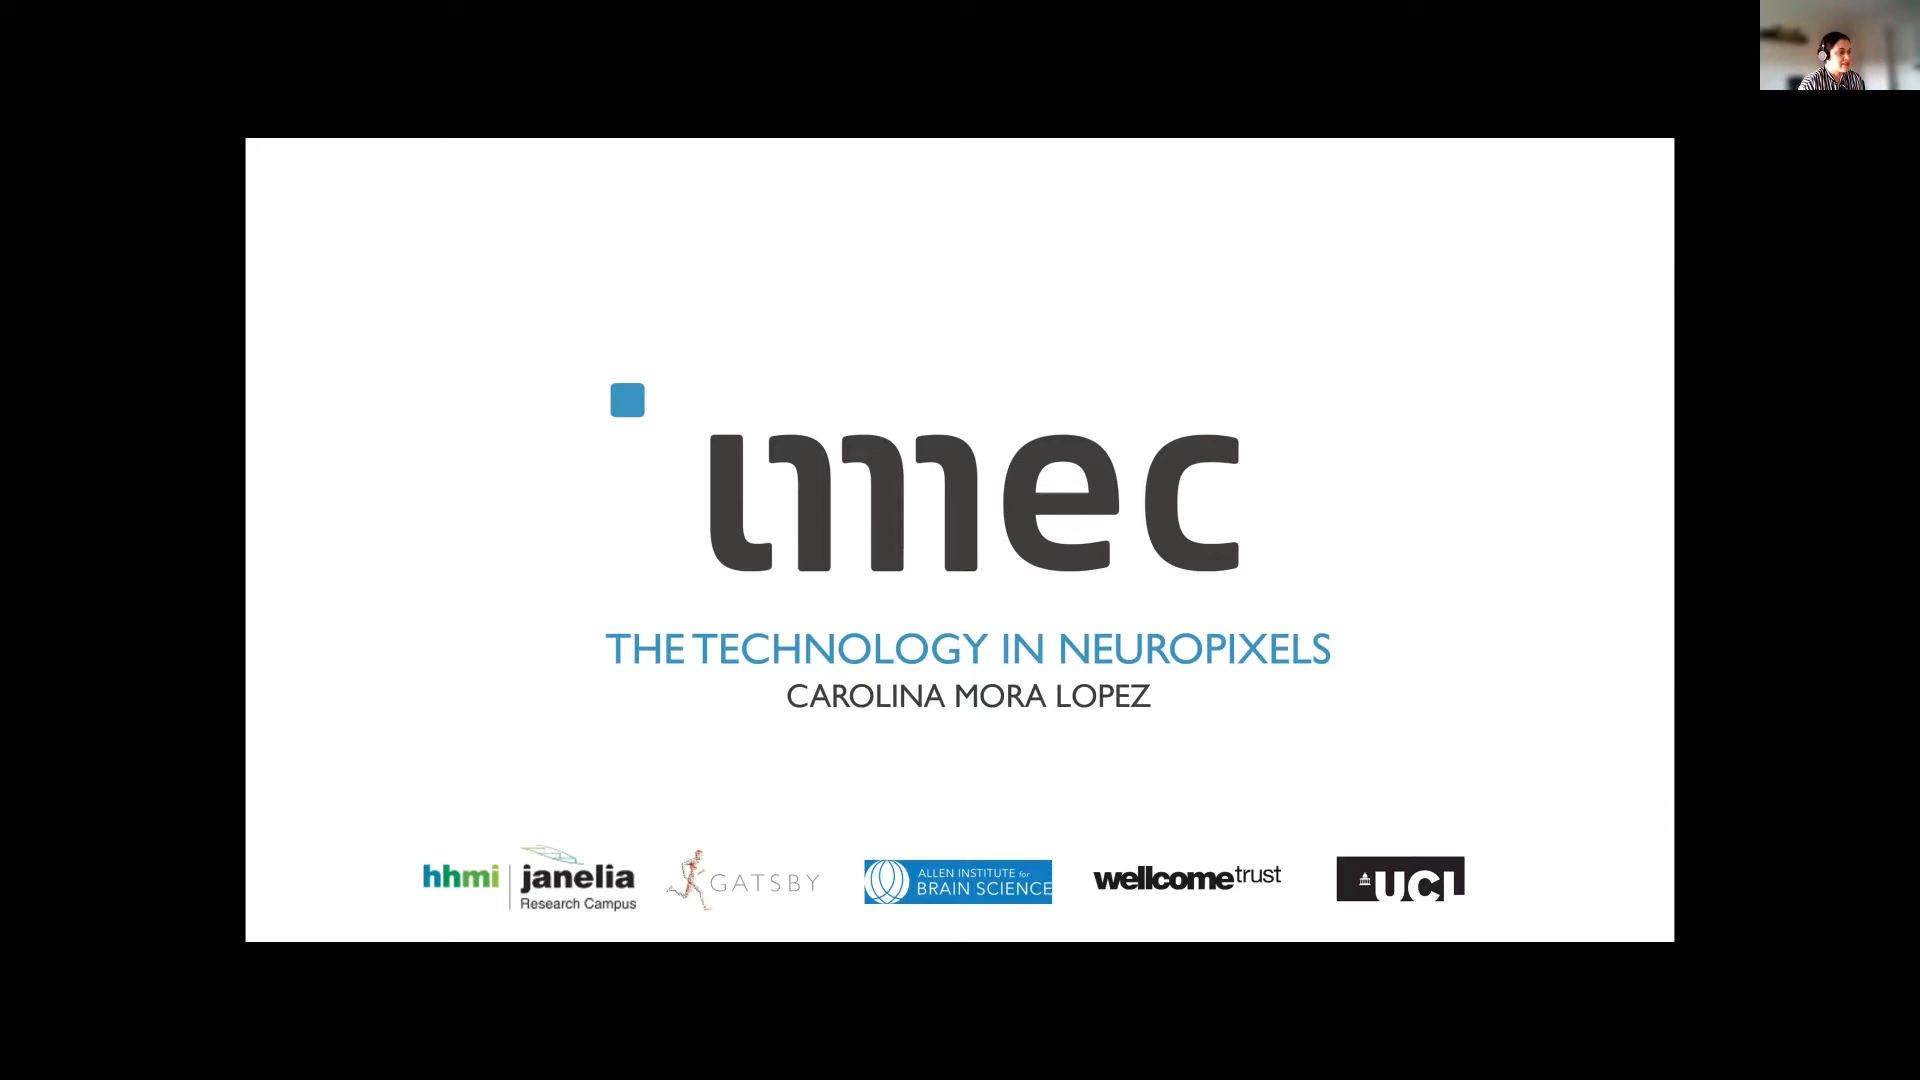 imec
THE TECHNOLOGY IN NEUROPIXELS
CAROLINA MORA LOPEZ
hhmi janelia
Research Campus
GATSBY
ALLEN INSTITUTE for
BRAIN SCIENCE
wellcometrust
UCL